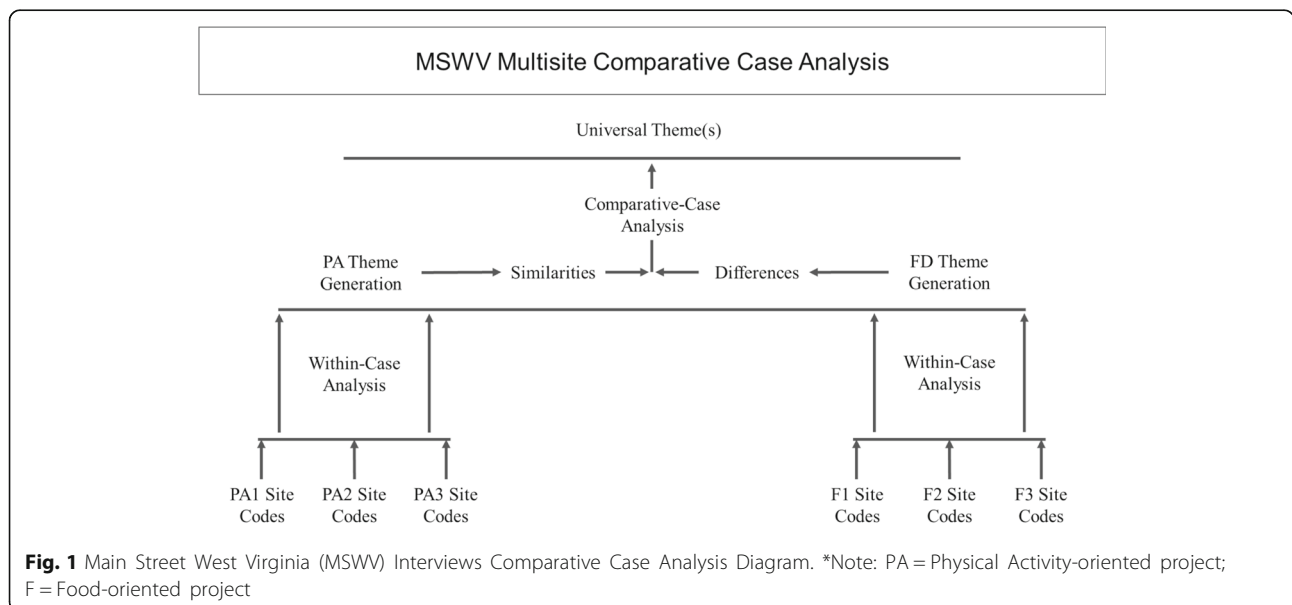 MSWV Multisite Comparative Case Analysis
Universal Theme(s)
Comparative-Case
Analysis
PA Theme
Generation
Similarities
Differences
FD Theme
Generation
Within-Case
Analysis
Within-Case
Analysis
PA1 Site
Codes
PA2 Site
Codes
PA3 Site
Codes
F1 Site
Codes
F2 Site
Codes
F3 Site
Codes
Fig. 1 Main Street West Virginia (MSWV) Interviews Comparative Case Analysis Diagram. *Note: PA = Physical Activity-oriented project;
F = Food-oriented project